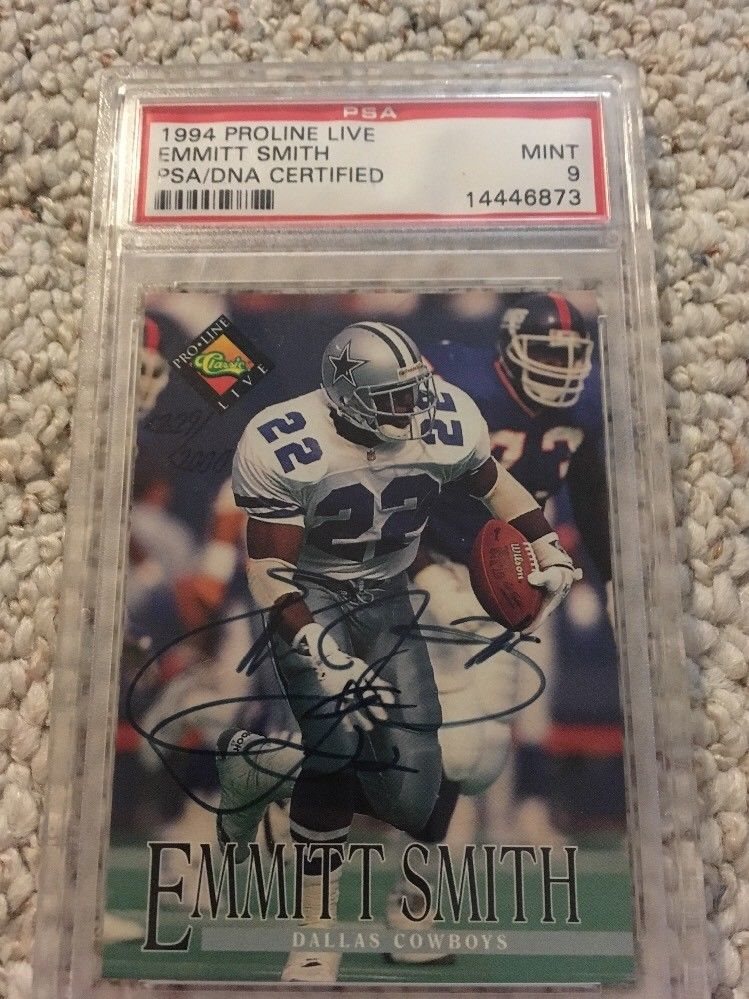 PSA
1994 PROLINE LIVE
EMMITT SMITH MINT
PSA/DNA CERTIFIED 9
14446873
PRO•LINE
Classic
LIVE
22 22
22
73
Wilson
EMMITT SMITH
DALLAS COWBOYS